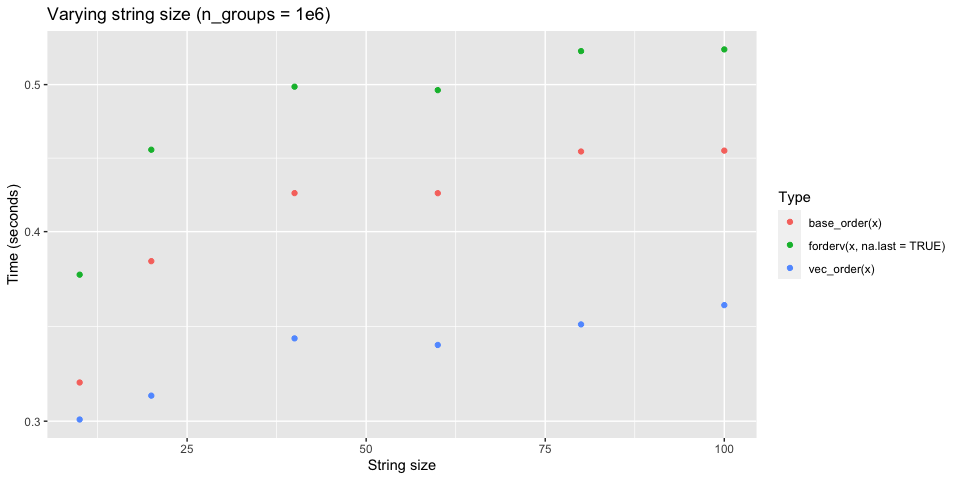 Varying string size (n_groups = 1e6)
Time (seconds)
0.5
0.4
0.3
25
50
75
100
String size
Type
base_order(x)
forderv(x, na.last = TRUE)
vec_order(x)